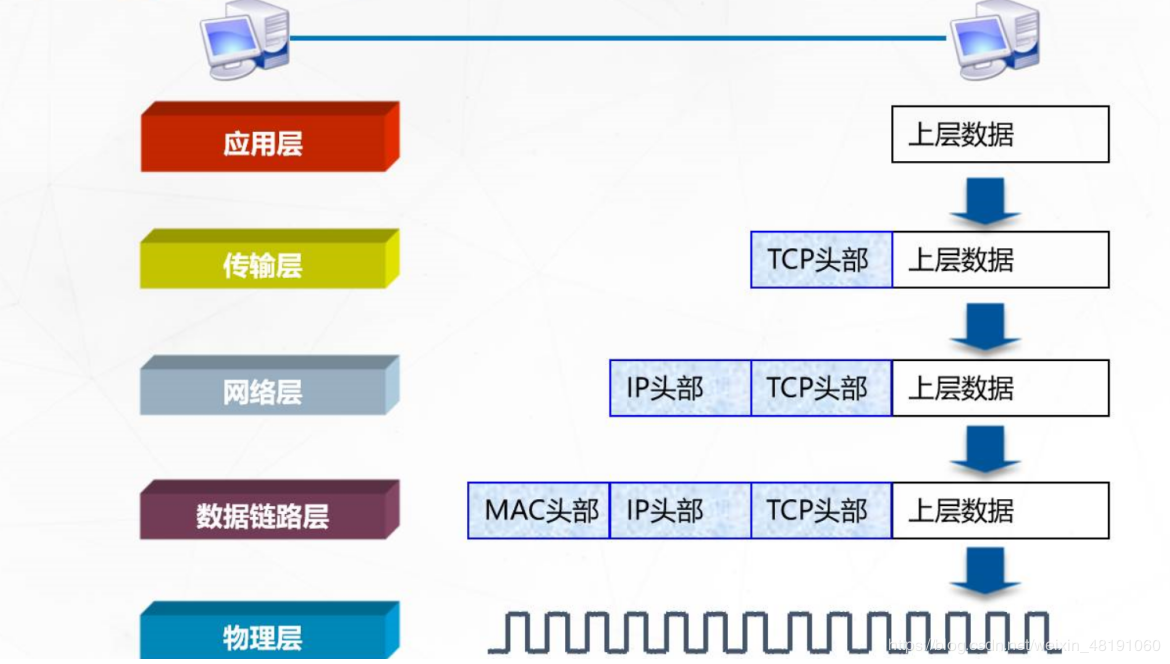 应用层
上层数据
传输层
TCP头部 上层数据
网络层
IP头部 TCP头部 上层数据
数据链路层
MAC头部 IP头部 TCP头部 上层数据
物理层
https://blog.csdn.net/weixin_48191060